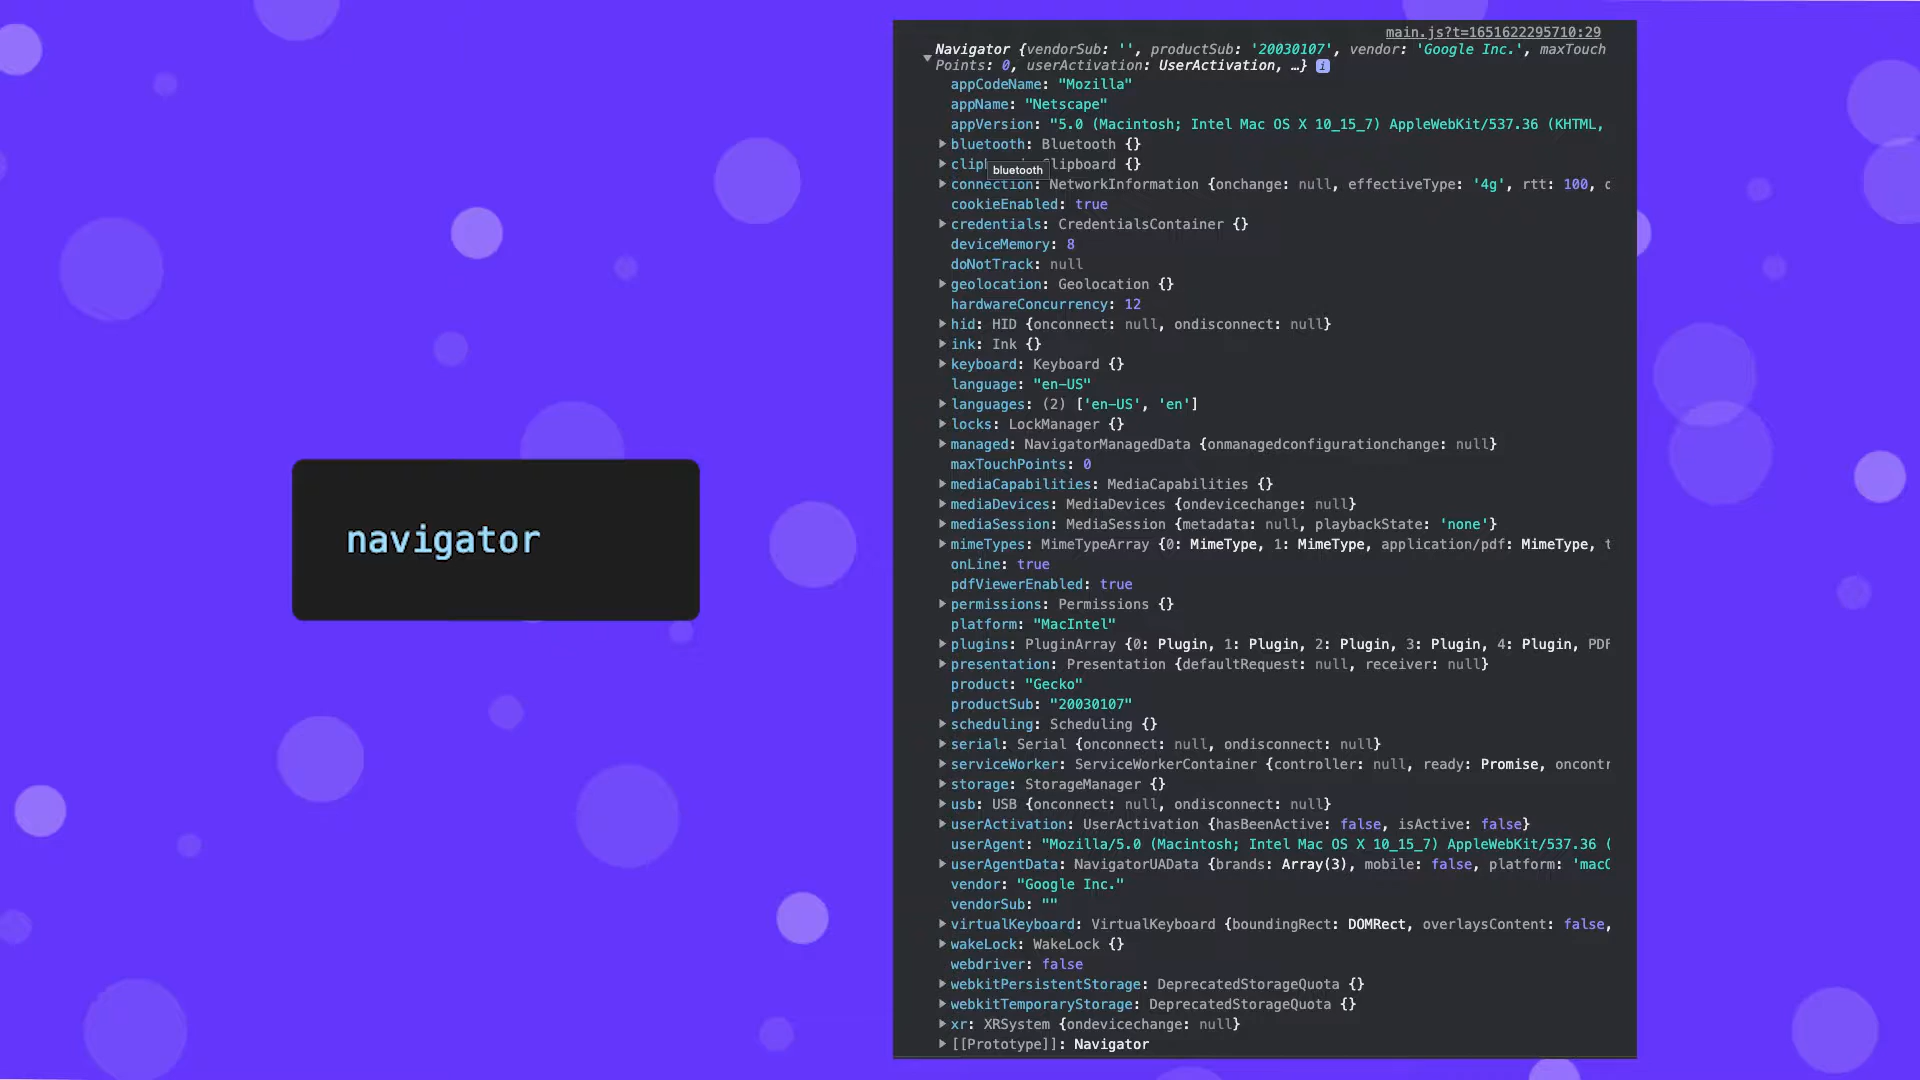 navigator
main.js?t=1651622295710:29
Navigator {vendorSub: '', productSub: '20030107', vendor: 'Google Inc.', maxTouch
Points: 0, userActivation: UserActivation, …} i
appCodeName: "Mozilla"
appName: "Netscape"
appVersion: "5.0 (Macintosh; Intel Mac OS X 10_15_7) AppleWebKit/537.36 (KHTML,
bluetooth: Bluetooth {}
clip lipboard {}
bluetooth
connection: NetworkInformation {onchange: null, effectiveType: '4g', rtt: 100,
cookieEnabled: true
credentials: CredentialsContainer {}
deviceMemory: 8
doNotTrack: null
geolocation: Geolocation {}
hardwareConcurrency: 12
hid: HID {onconnect: null, ondisconnect: null}
ink: Ink {}
keyboard: Keyboard {}
language: "en-US"
languages: (2) ['en-US', 'en']
locks: LockManager {}
managed: NavigatorManagedData {onmanagedconfigurationchange: null}
maxTouchPoints: 0
mediaCapabilities: MediaCapabilities {}
mediaDevices: MediaDevices {ondevicechange: null}
mediaSession: MediaSession {metadata: null, playbackState: 'none'}
mimeTypes: MimeTypeArray {0: MimeType, 1: MimeType, application/pdf: MimeType, t
onLine: true
pdfViewerEnabled: true
permissions: Permissions {}
platform: "MacIntel"
plugins: PluginArray {0: Plugin, 1: Plugin, 2: Plugin, 3: Plugin, 4: Plugin, PDF
presentation: Presentation {defaultRequest: null, receiver: null}
product: "Gecko"
productSub: "20030107"
scheduling: Scheduling {}
serial: Serial {onconnect: null, ondisconnect: null}
serviceWorker: ServiceWorkerContainer {controller: null, ready: Promise, oncontr
storage: StorageManager {}
usb: USB {onconnect: null, ondisconnect: null}
userActivation: UserActivation {hasBeenActive: false, isActive: false}
userAgent: "Mozilla/5.0 (Macintosh; Intel Mac OS X 10_15_7) AppleWebKit/537.36 (
userAgentData: NavigatorUAData {brands: Array(3), mobile: false, platform: 'macO
vendor: "Google Inc."
vendorSub: ""
virtualKeyboard: VirtualKeyboard {boundingRect: DOMRect, overlaysContent: false,
wakeLock: WakeLock {}
webdriver: false
webkitPersistentStorage: DeprecatedStorageQuota {}
webkitTemporaryStorage: DeprecatedStorageQuota {}
xr: XRSystem {ondevicechange: null}
[[Prototype]]: Navigator